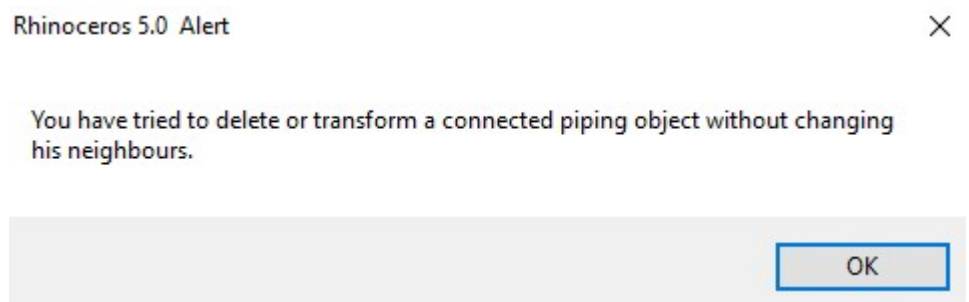 Rhinoceros 5.0  Alert
You have tried to delete or transform a connected piping object without changing
his neighbours.
OK